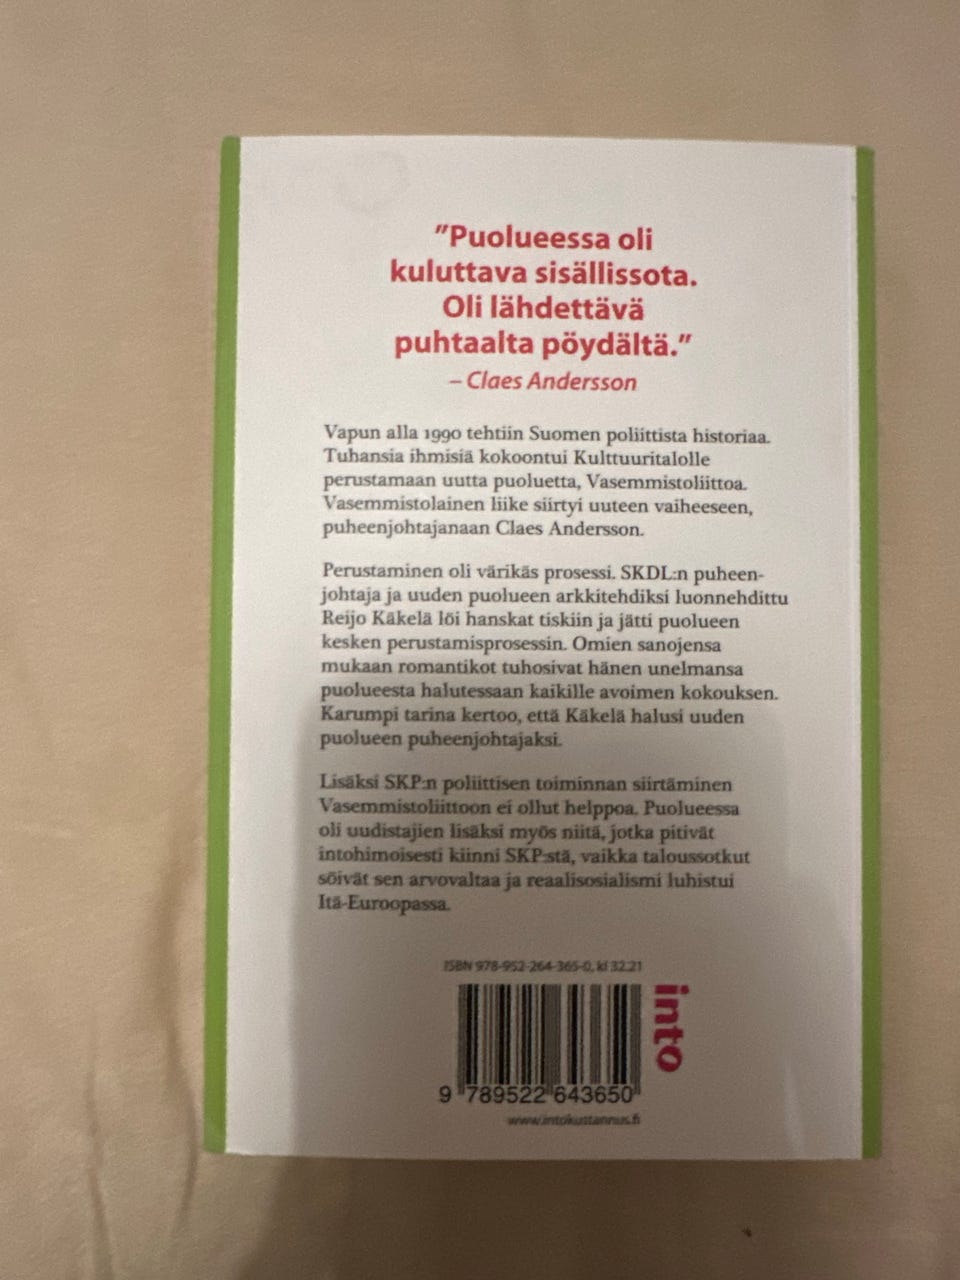 ”Puolueessa oli
kuluttava sisällissota.
Oli lähdettävä
puhtaalta pöydältä.”
– Claes Andersson
Vapun alla 1990 tehtiin Suomen poliittista historiaa.
Tuhansia ihmisiä kokoontui Kulttuuritalolle
perustamaan uutta puoluetta, Vasemmistoliittoa.
Vasemmistolainen liike siirtyi uuteen vaiheeseen,
puheenjohtajanaan Claes Andersson.
Perustaminen oli värikäs prosessi. SKDL:n puheen-
johtaja ja uuden puolueen arkkitehdiksi luonnehdittu
Reijo Käkelä löi hanskat tiskiin ja jätti puolueen
kesken perustamisprosessin. Omien sanojensa
mukaan romantikot tuhosivat hänen unelmansa
puolueesta halutessaan kaikille avoimen kokouksen.
Karumpi tarina kertoo, että Käkelä halusi uuden
puolueen puheenjohtajaksi.
Lisäksi SKP:n poliittisen toiminnan siirtäminen
Vasemmistoliittoon ei ollut helppoa. Puolueessa
oli uudistajien lisäksi myös niitä, jotka pitivät
intohimoisesti kiinni SKP:stä, vaikka taloussotkut
söivät sen arvovaltaa ja reaalisosialismi luhistui
Itä-Euroopassa.
ISBN 978-952-264-365-0, kl 32.21
into
9 789522 643650
www.intokustannus.fi